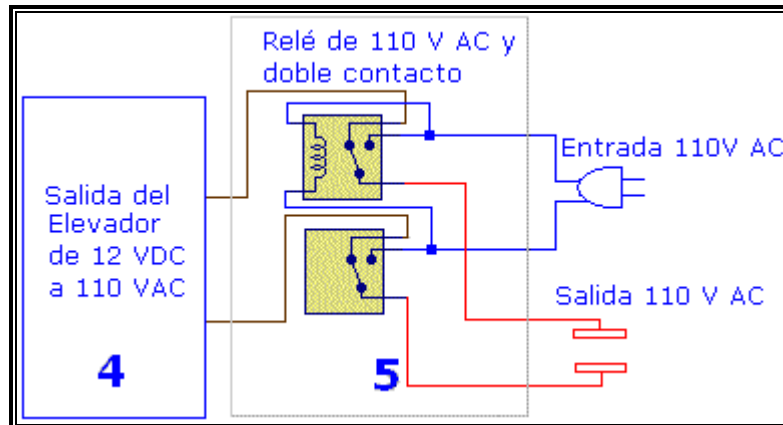 Relé de 110 V AC y
doble contacto
Entrada 110V AC
Salida del
Elevador
de 12 VDC
a 110 VAC
Salida 110 V AC
4
5